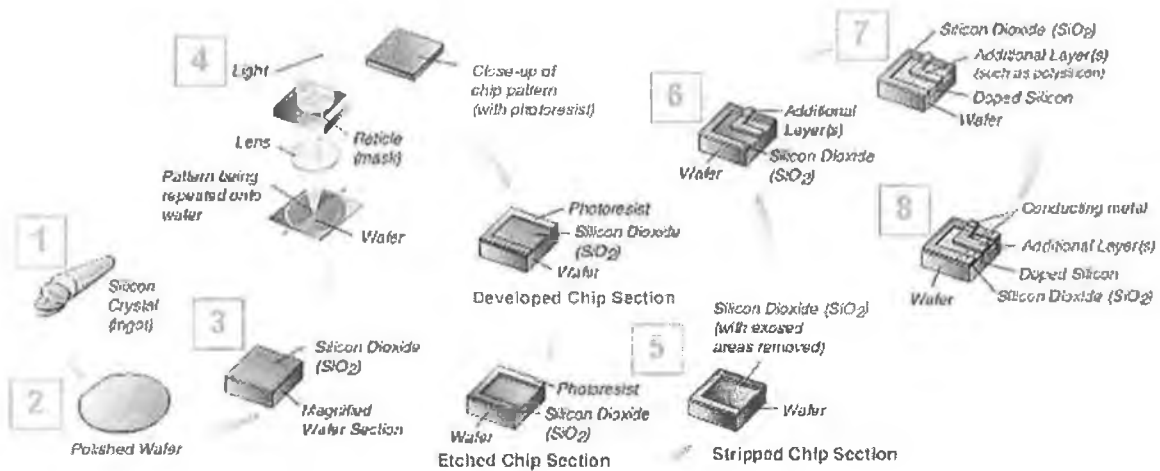 1
Silicon
Crystal
(Ingot)
2
Polished Wafer
3
Silicon Dioxide
(SiO2)
Magnified
Wafer Section
4
Light
Close-up of
chip pattern
(with photoresist)
Reticle
(mask)
Lens
Pattern being
repeated onto
wafer
Wafer
Photoresist
Silicon Dioxide
(SiO2)
Wafer
Developed Chip Section
Photoresist
Silicon Dioxide
(SiO2)
Wafer
Etched Chip Section
5
Silicon Dioxide (SiO2)
(with exosed
areas removed)
Wafer
Stripped Chip Section
6
Additional
Layer(s)
Silicon Dioxide
(SiO2)
Wafer
7
Silicon Dioxide (SiO2)
Additional Layer(s)
(such as polysilicon)
Doped Silicon
Wafer
8
Conducting metal
Additional Layer(s)
Doped Silicon
Silicon Dioxide (SiO2)
Wafer